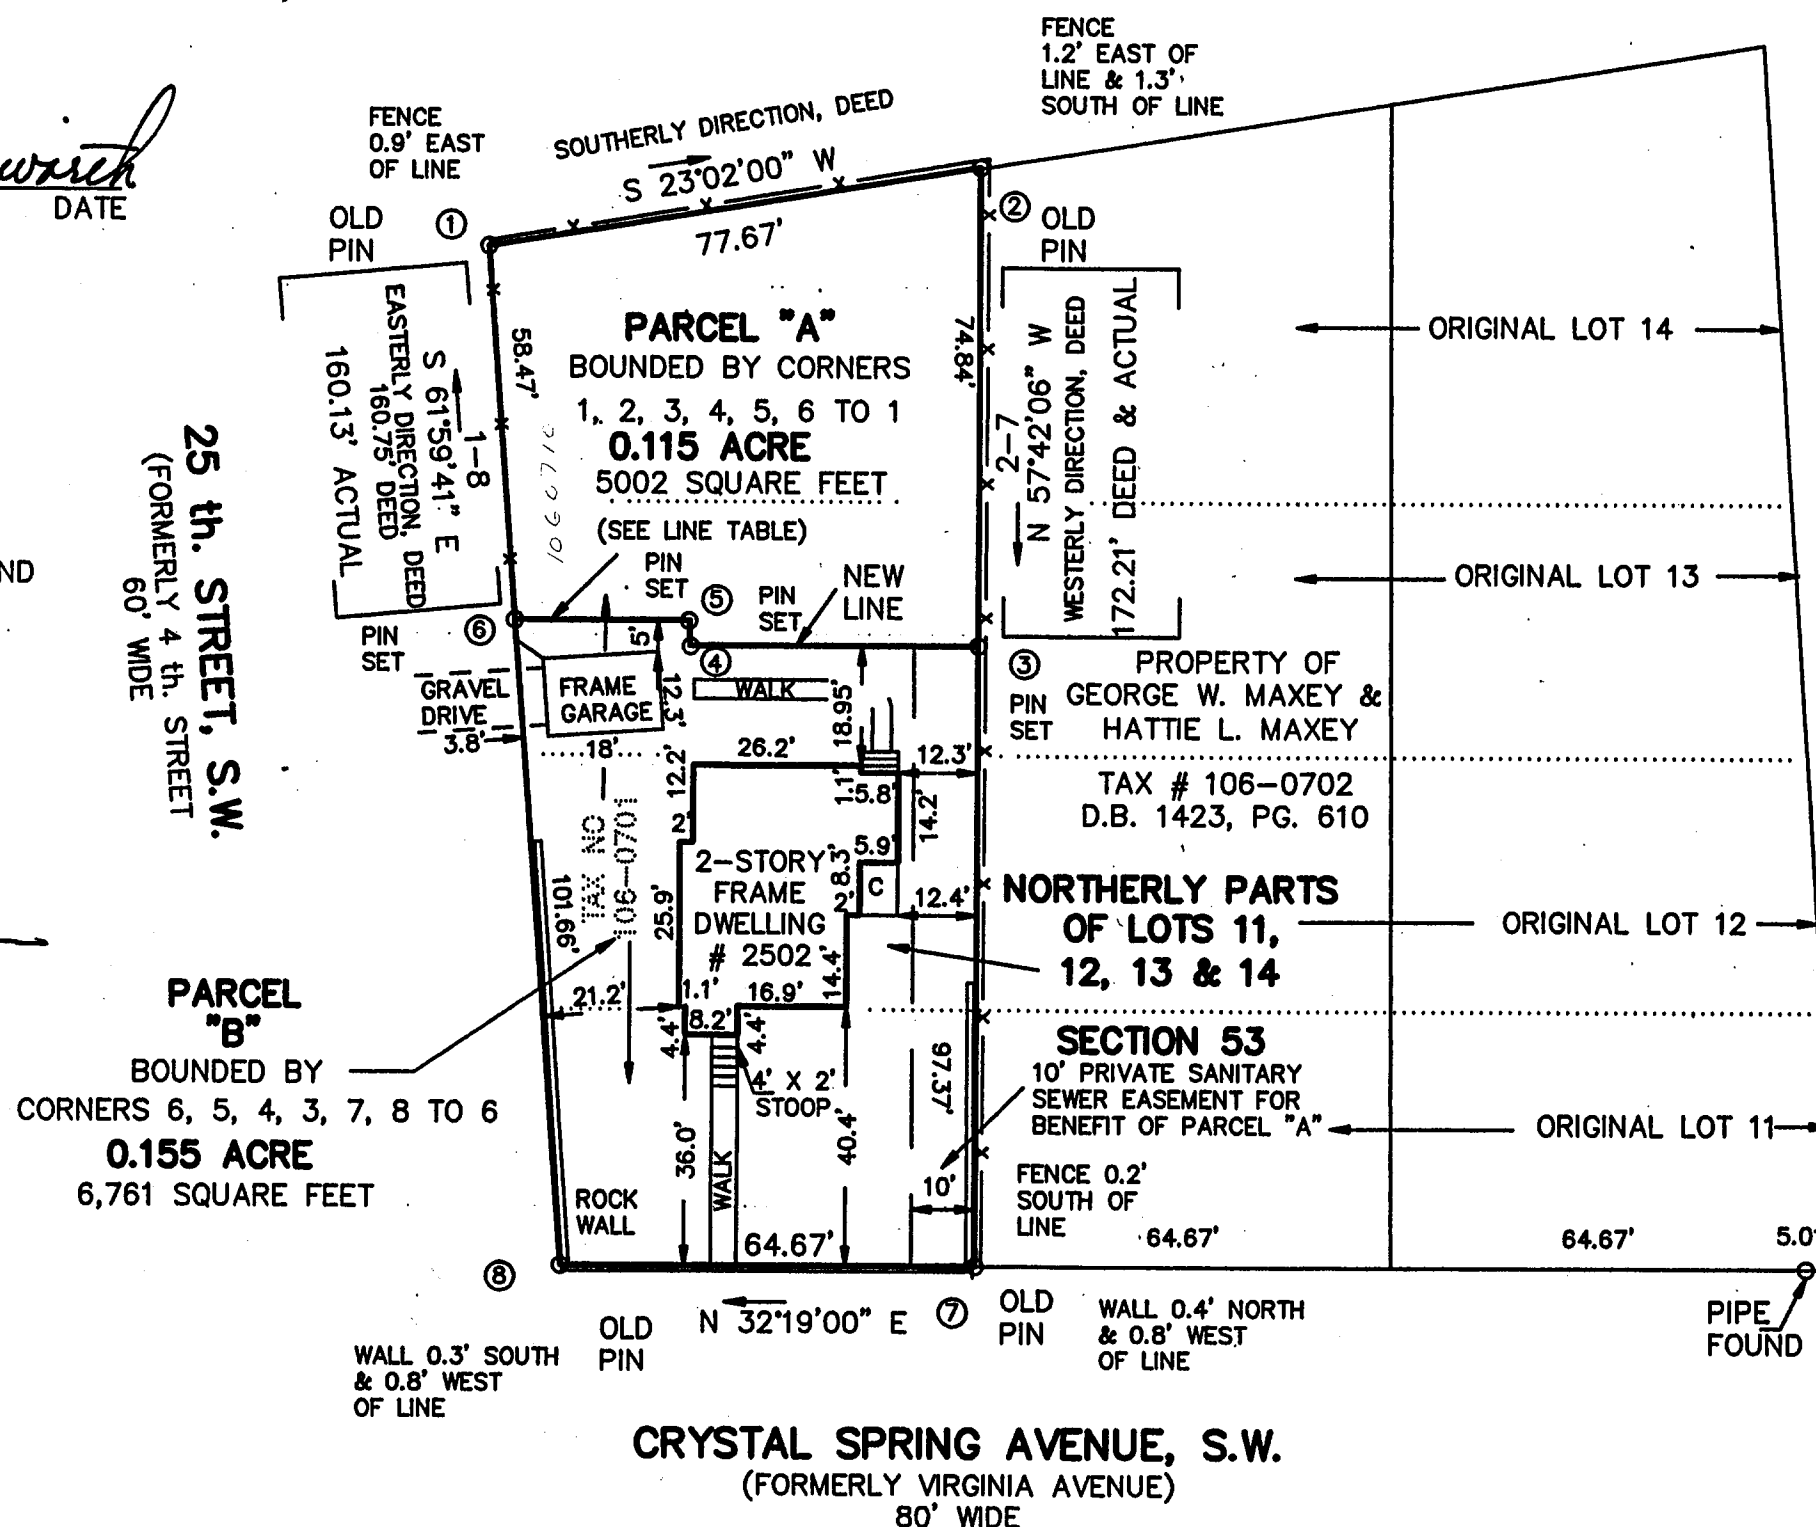 FENCE
1.2' EAST OF
LINE & 1.3'
SOUTH OF LINE
FENCE
0.9' EAST
OF LINE
SOUTHERLY DIRECTION, DEED
S 23°02'00" W
77.67'
DATE
OLD
PIN
①
②
OLD
PIN
EASTERLY DIRECTION, DEED
160.75' DEED
S 61°59'41" E
160.13' ACTUAL
1-8
58.47'
PARCEL "A"
BOUNDED BY CORNERS
1, 2, 3, 4, 5, 6 TO 1
0.115 ACRE
5002 SQUARE FEET
1060710
74.84'
2-7
N 57°42'06" W
WESTERLY DIRECTION, DEED
172.21' DEED & ACTUAL
ORIGINAL LOT 14
ORIGINAL LOT 13
25 th. STREET, S.W.
(FORMERLY 4 th. STREET
60' WIDE
ND
(SEE LINE TABLE)
PIN
SET
⑤
PIN
SET
NEW
LINE
⑥
PIN
SET
5'
④
③
PIN
SET
PROPERTY OF
GEORGE W. MAXEY &
HATTIE L. MAXEY
TAX # 106-0702
D.B. 1423, PG. 610
GRAVEL
DRIVE
3.8'
FRAME
GARAGE
12.3'
18'
WALK
18.95'
26.2'
12.2'
12.3'
1.1'
5.8'
14.2'
2'
TAX NO
106-0701
2-STORY
FRAME
DWELLING
# 2502
8.3'
5.9'
C
2'
12.4'
25.9'
101.66'
14.4'
NORTHERLY PARTS
OF LOTS 11,
12, 13 & 14
ORIGINAL LOT 12
PARCEL
"B"
BOUNDED BY
CORNERS 6, 5, 4, 3, 7, 8 TO 6
0.155 ACRE
6,761 SQUARE FEET
21.2'
1.1'
16.9'
8.2'
4.4'
4.4'
4' X 2'
STOOP
97.37'
SECTION 53
10' PRIVATE SANITARY
SEWER EASEMENT FOR
BENEFIT OF PARCEL "A"
ORIGINAL LOT 11
36.0'
WALK
40.4'
10'
FENCE 0.2'
SOUTH OF
LINE
ROCK
WALL
64.67'
64.67'
64.67'
5.0'
⑧
OLD
PIN
N 32°19'00" E
⑦
OLD
PIN
WALL 0.4' NORTH
& 0.8' WEST
OF LINE
PIPE
FOUND
WALL 0.3' SOUTH
& 0.8' WEST
OF LINE
CRYSTAL SPRING AVENUE, S.W.
(FORMERLY VIRGINIA AVENUE)
80' WIDE